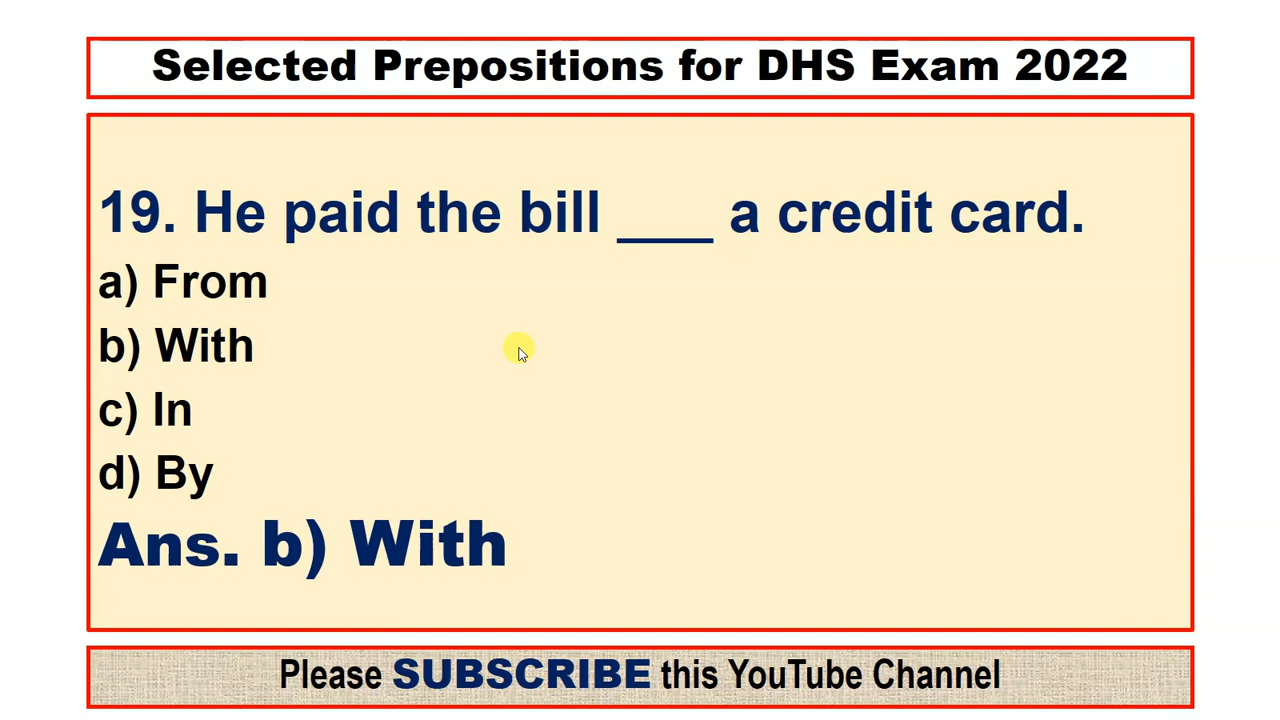 Selected Prepositions for DHS Exam 2022
19. He paid the bill ___ a credit card.
a) From
b) With
c) In
d) By
Ans. b) With
Please SUBSCRIBE this YouTube Channel